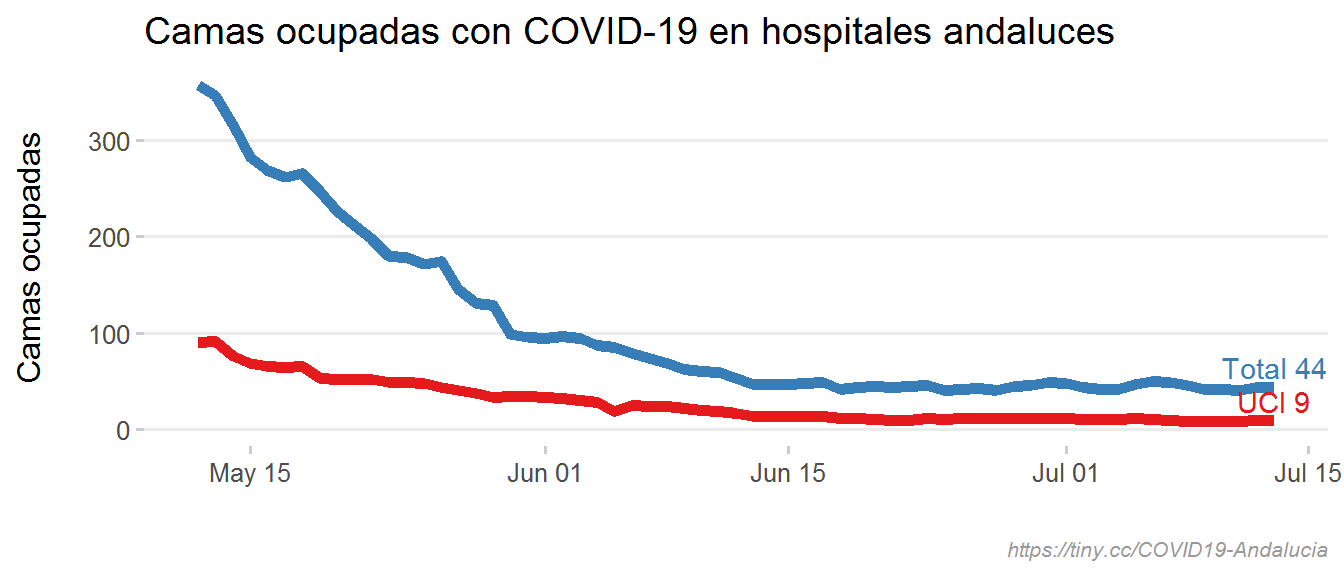 Camas ocupadas con COVID-19 en hospitales andaluces
Camas ocupadas
300
200
100
0
Total 44
UCI 9
May 15
Jun 01
Jun 15
Jul 01
Jul 15
https://tiny.cc/COVID19-Andalucia